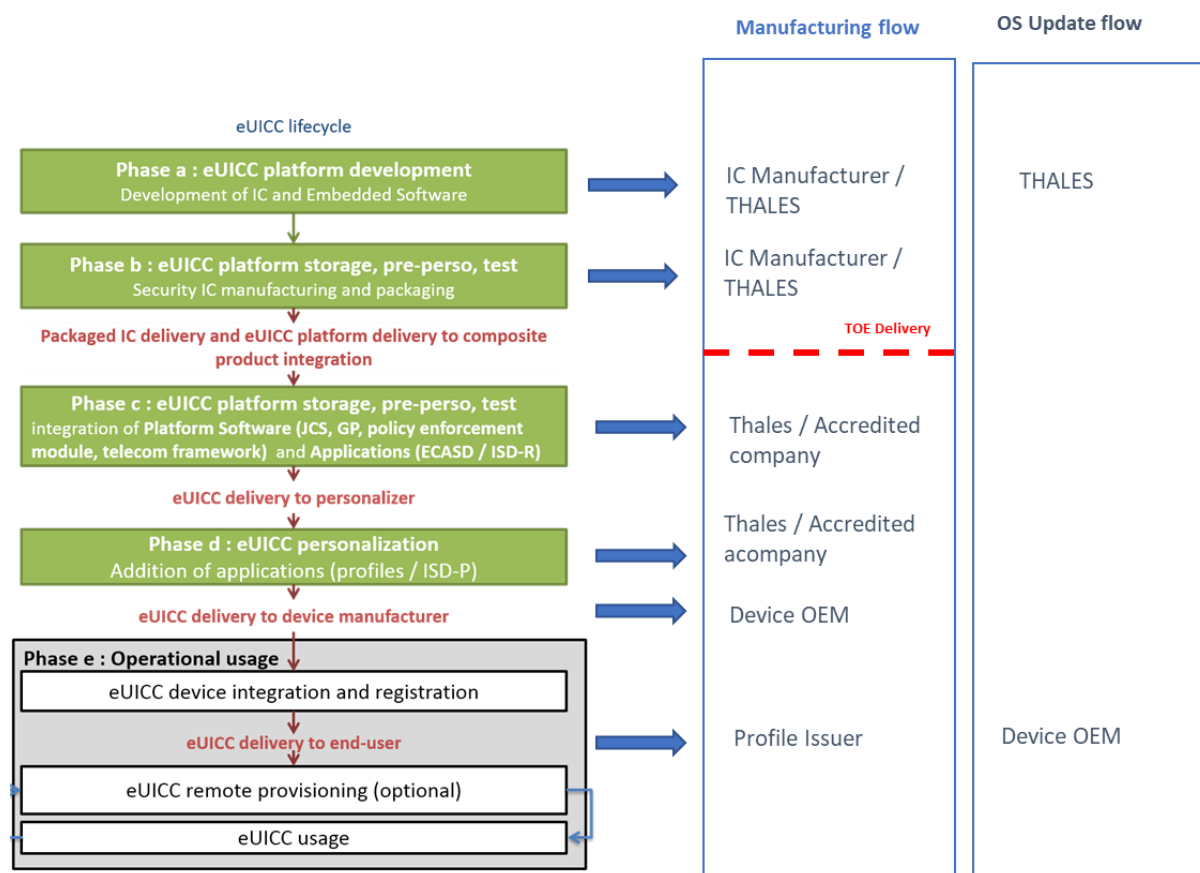 Manufacturing flow
OS Update flow
eUICC lifecycle
Phase a : eUICC platform development
Development of IC and Embedded Software
IC Manufacturer /
THALES
THALES
Phase b : eUICC platform storage, pre-perso, test
Security IC manufacturing and packaging
IC Manufacturer /
THALES
Packaged IC delivery and eUICC platform delivery to composite
product integration
TOE Delivery
Phase c : eUICC platform storage, pre-perso, test
integration of Platform Software (JCS, GP, policy enforcement
module, telecom framework) and Applications (ECASD / ISD-R)
Thales / Accredited
company
eUICC delivery to personalizer
Phase d : eUICC personalization
Addition of applications (profiles / ISD-P)
Thales / Accredited
acompany
eUICC delivery to device manufacturer
Device OEM
Phase e : Operational usage
eUICC device integration and registration
eUICC delivery to end-user
Profile Issuer
Device OEM
eUICC remote provisioning (optional)
eUICC usage